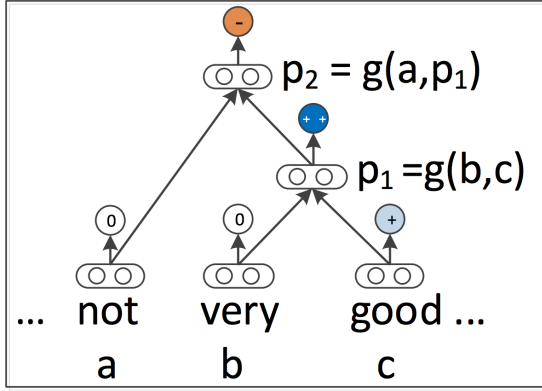 -
p₂ = g(a,p₁)
+ +
p₁ =g(b,c)
0 0 +
... not very good ...
a b c